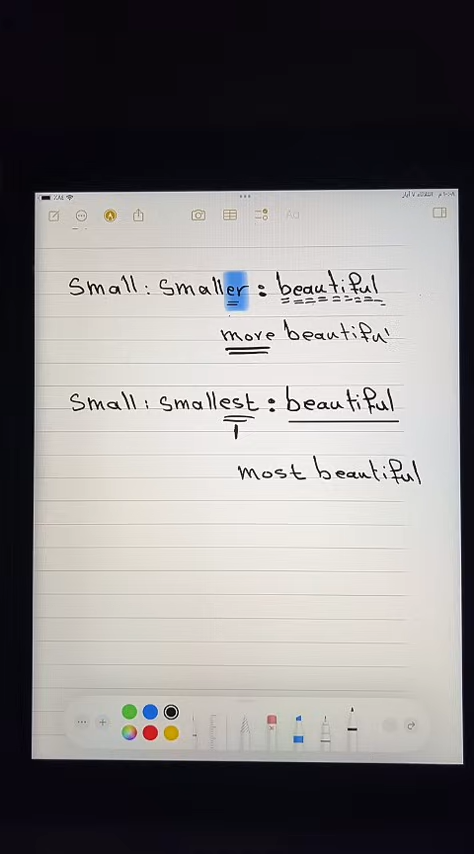 Small : Smaller : beautiful
more beautiful
Small : Smallest : beautiful
most beautiful